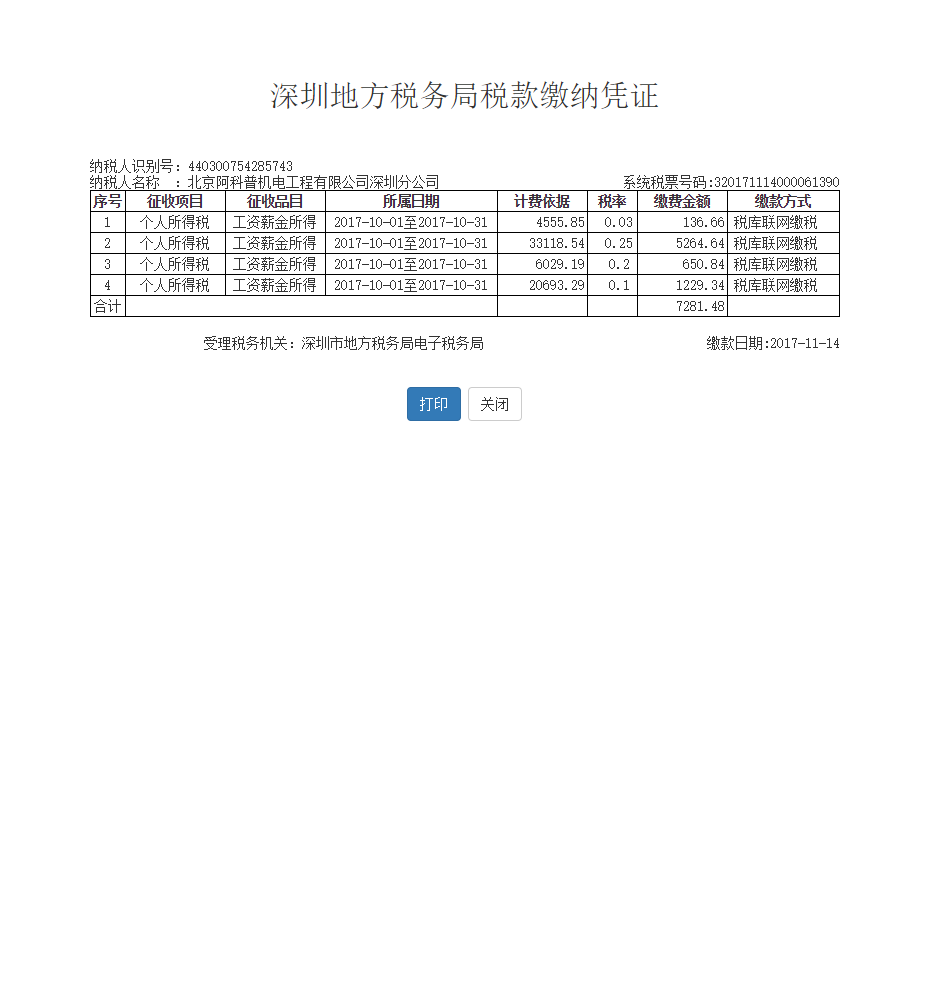 深圳地方税务局税款缴纳凭证
纳税人识别号：440300754285743
纳税人名称 ：北京阿科普机电工程有限公司深圳分公司 系统税票号码:320171114000061390
序号 征收项目 征收品目 所属日期 计费依据 税率 缴费金额 缴款方式
1 个人所得税 工资薪金所得 2017-10-01至2017-10-31 4555.85 0.03 136.66 税库联网缴税
2 个人所得税 工资薪金所得 2017-10-01至2017-10-31 33118.54 0.25 5264.64 税库联网缴税
3 个人所得税 工资薪金所得 2017-10-01至2017-10-31 6029.19 0.2 650.84 税库联网缴税
4 个人所得税 工资薪金所得 2017-10-01至2017-10-31 20693.29 0.1 1229.34 税库联网缴税
合计 7281.48
受理税务机关：深圳市地方税务局电子税务局 缴款日期:2017-11-14
打印 关闭